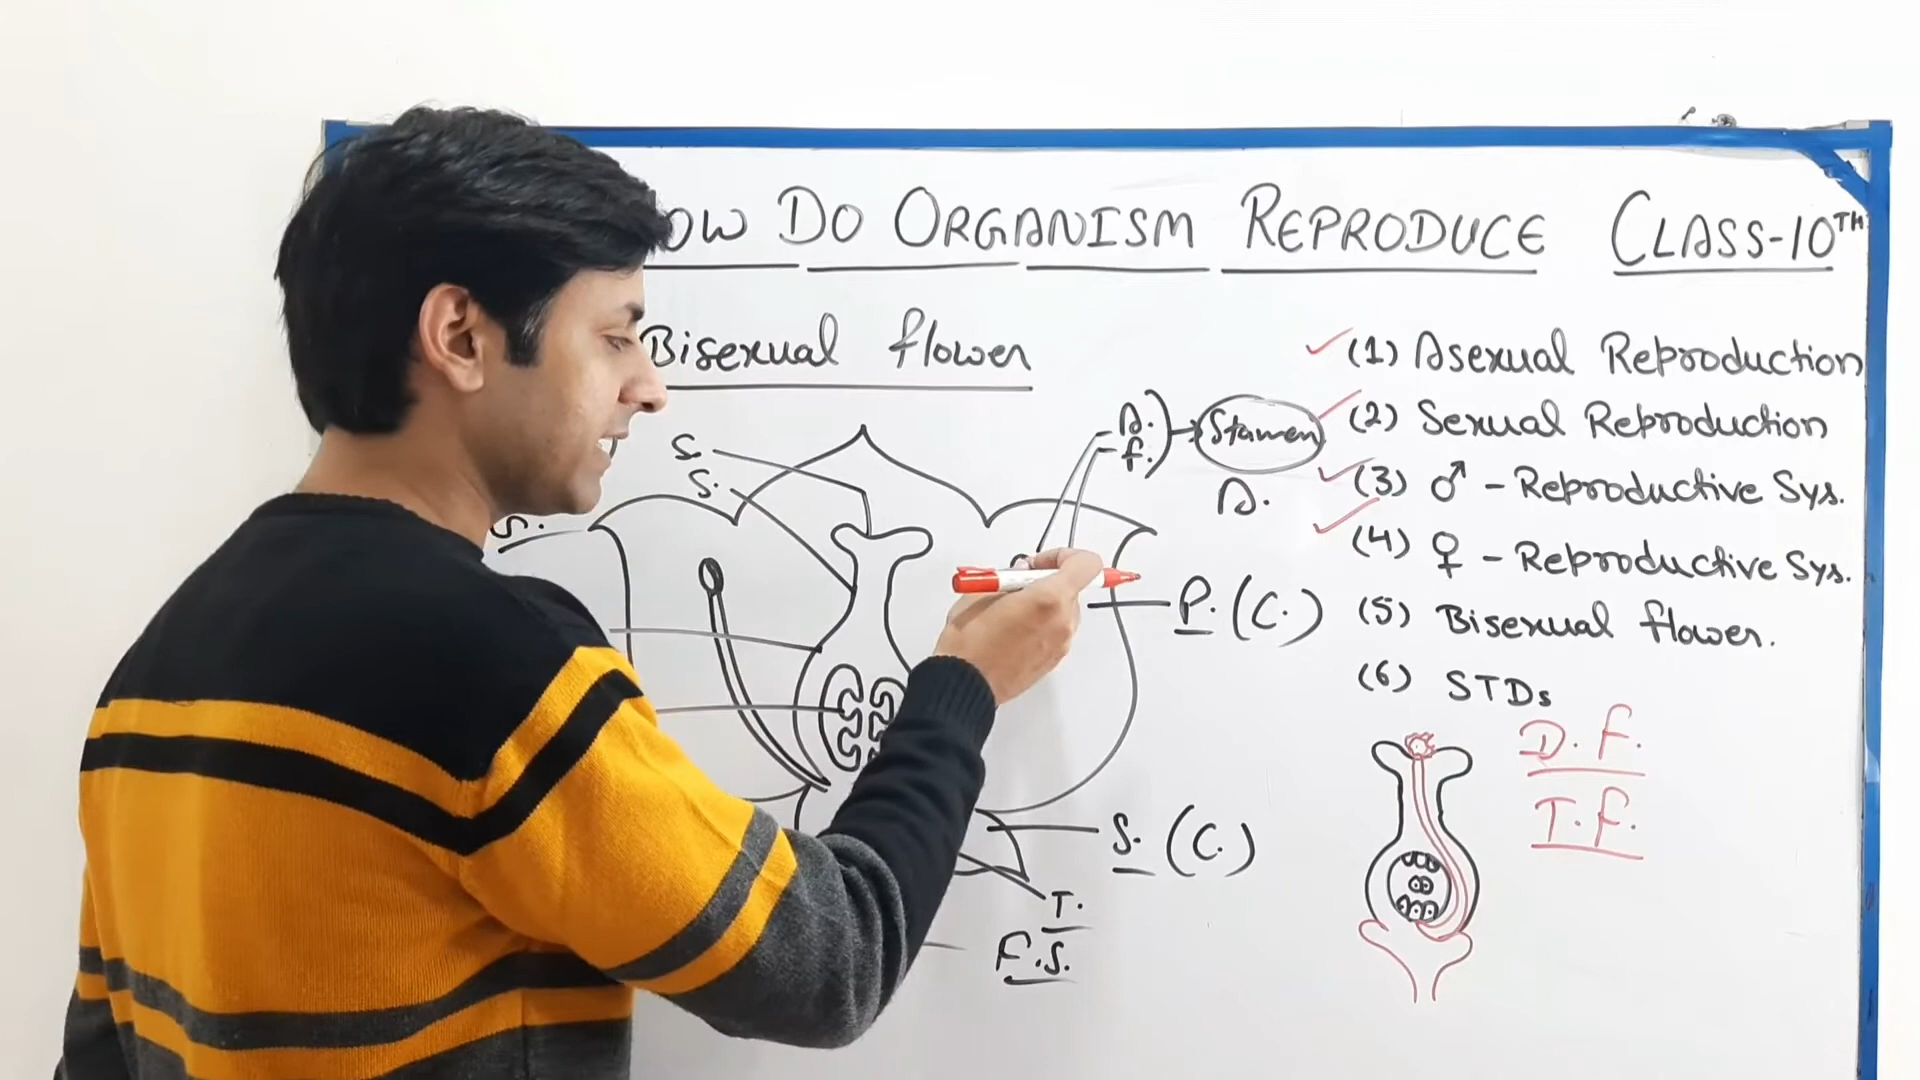 OW DO ORGANISM REPRODUCE CLASS-10TH
Bisexual flower
S.
S.
S.
A.
f.
Stamen
A.
P. (C.)
S. (C.)
T.
F.S.
(1) Asexual Reproduction
(2) Sexual Reproduction
(3) ♂ - Reproductive Sys.
(4) ♀ - Reproductive Sys.
(5) Bisexual flower.
(6) STDs
D.F.
T.F.